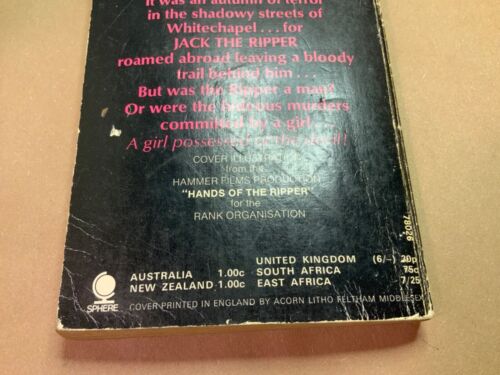 It was an autumn of terror
in the shadowy streets of
Whitechapel . . . for
JACK THE RIPPER
roamed abroad leaving a bloody
trail behind him . . .
But was the Ripper a man?
Or were the hideous murders
committed by a girl . . .
A girl possessed of the devil!
COVER ILLUSTRATION
from the
HAMMER FILMS PRODUCTION
"HANDS OF THE RIPPER"
for the
RANK ORGANISATION
78026
UNITED KINGDOM (6/-) 30p
AUSTRALIA 1.00c SOUTH AFRICA 75c
NEW ZEALAND 1.00c EAST AFRICA 7/25
SPHERE
COVER PRINTED IN ENGLAND BY ACORN LITHO FELTHAM MIDDLESEX